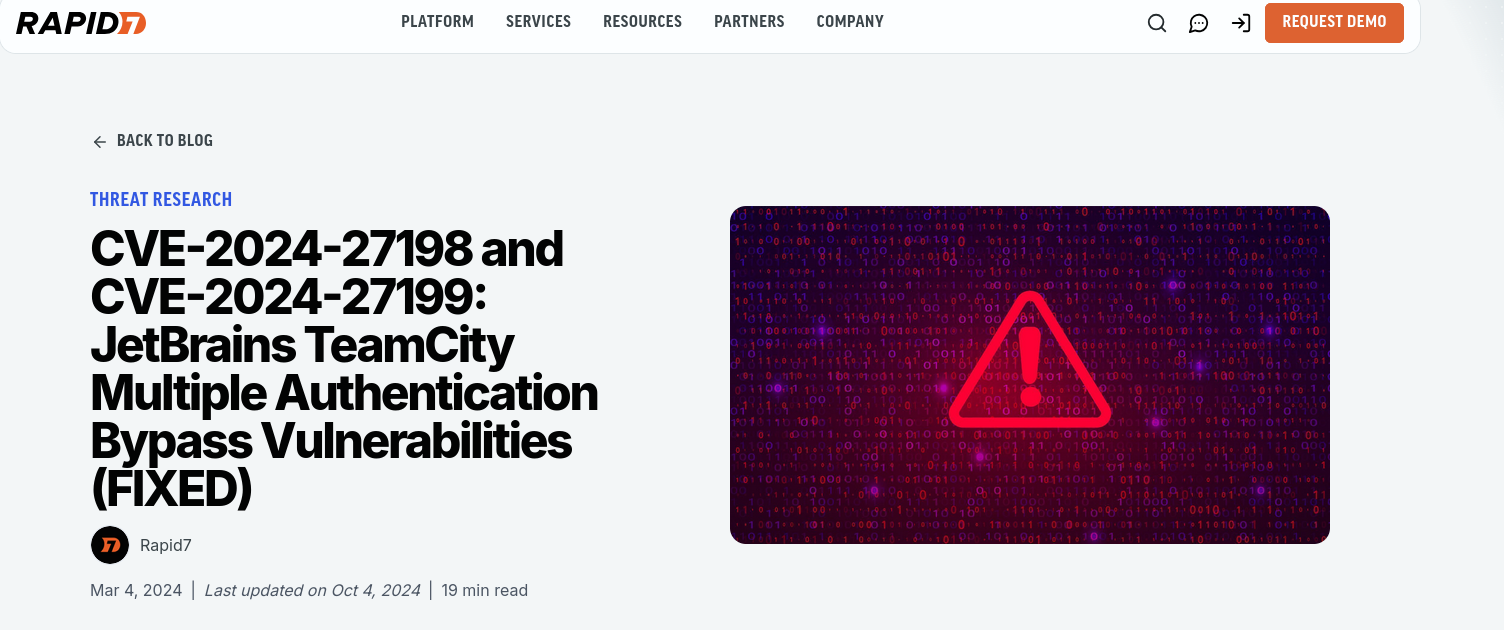 RAPID7
PLATFORM SERVICES RESOURCES PARTNERS COMPANY
REQUEST DEMO
BACK TO BLOG
THREAT RESEARCH
CVE-2024-27198 and
CVE-2024-27199:
JetBrains TeamCity
Multiple Authentication
Bypass Vulnerabilities
(FIXED)
Rapid7
Mar 4, 2024 | Last updated on Oct 4, 2024 | 19 min read